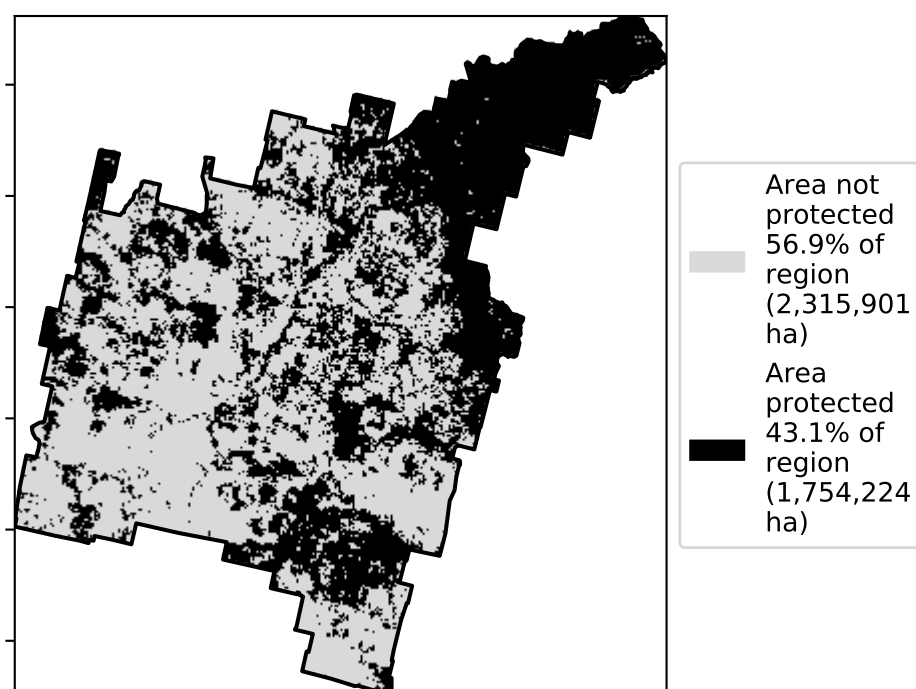 Area not
protected
56.9% of
region
(2,315,901
ha)
Area
protected
43.1% of
region
(1,754,224
ha)